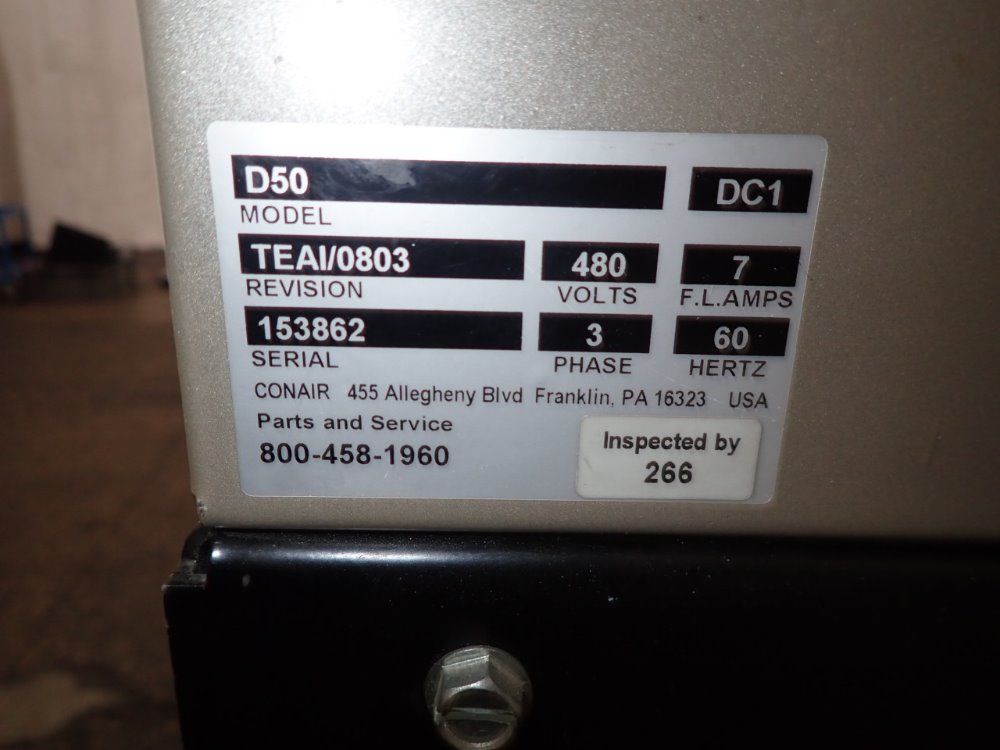 D50 DC1
MODEL
TEAI/0803 480 7
REVISION VOLTS F.L.AMPS
153862 3 60
SERIAL PHASE HERTZ
CONAIR 455 Allegheny Blvd Franklin, PA 16323 USA
Parts and Service
800-458-1960
Inspected by
266